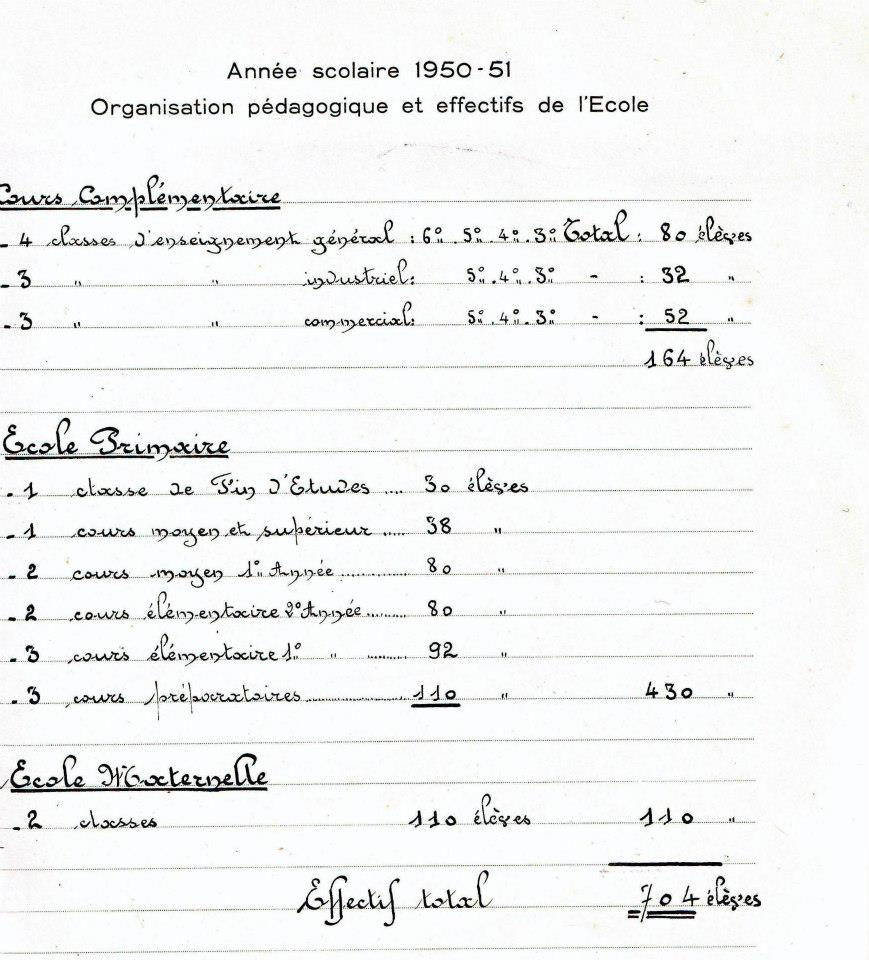 Année scolaire 1950-51
Organisation pédagogique et effectifs de l'Ecole
Cours Complémentaire
- 4 classes d'enseignement général : 6e. 5e. 4e. 3e Total : 80 élèves
- 3 " " industriel: 5e. 4e. 3e - : 32 "
- 3 " " commercial: 5e. 4e. 3e - : 52 "
164 élèves
Ecole Primaire
- 1 classe de Fin d'Etudes .... 30 élèves
- 1 cours moyen et supérieur ..... 38 "
- 2 cours moyen 1e Année ............ 80 "
- 2 cours élémentaire 2e Année ......... 80 "
- 3 cours élémentaire 1e " ......... 92 "
- 3 cours préparatoires ..................... 110 " 430 "
Ecole Maternelle
- 2 classes 110 élèves 110 "
Effectif total 704 élèves